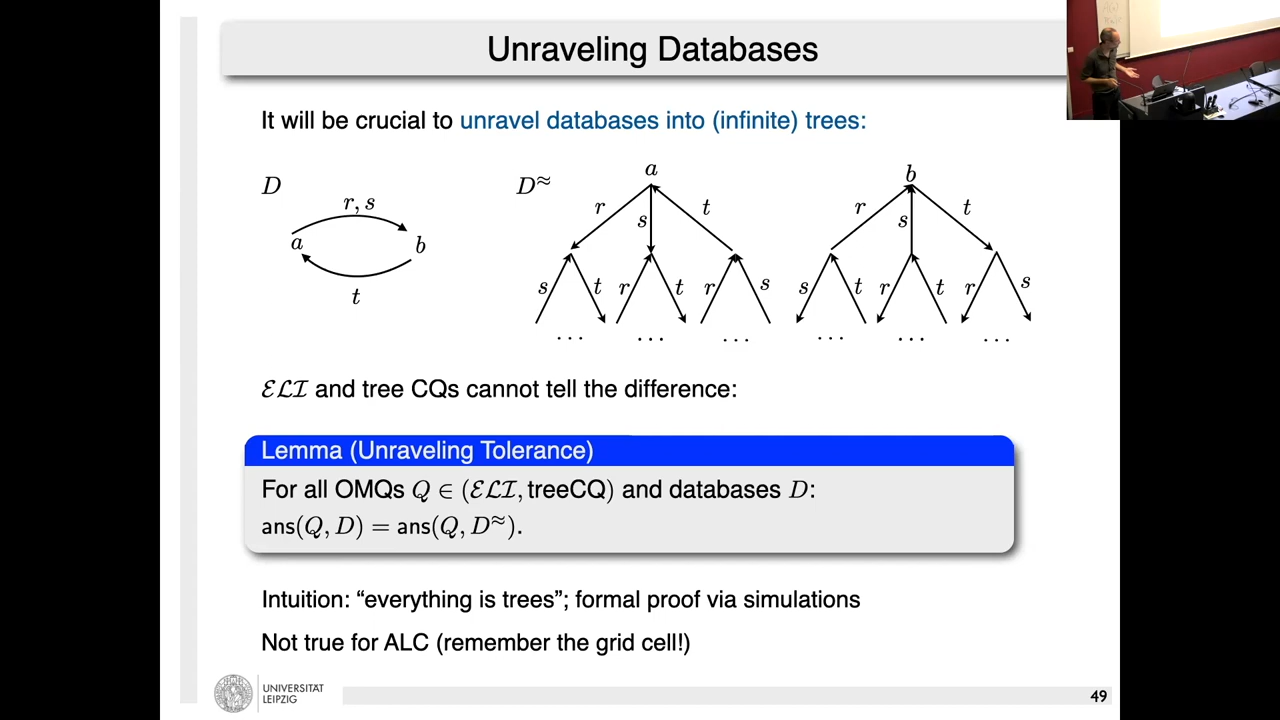 Unraveling Databases
It will be crucial to unravel databases into (infinite) trees:
D
r, s
a
b
t
D≈
a
r
s
t
s
t
r
t
r
s
. . .
. . .
. . .
b
r
s
t
s
t
r
t
r
s
. . .
. . .
. . .
ℰℒℐ and tree CQs cannot tell the difference:
Lemma (Unraveling Tolerance)
For all OMQs Q ∈ (ℰℒℐ, treeCQ) and databases D:
ans(Q, D) = ans(Q, D≈).
Intuition: “everything is trees”; formal proof via simulations
Not true for ALC (remember the grid cell!)
UNIVERSITÄT
LEIPZIG
49